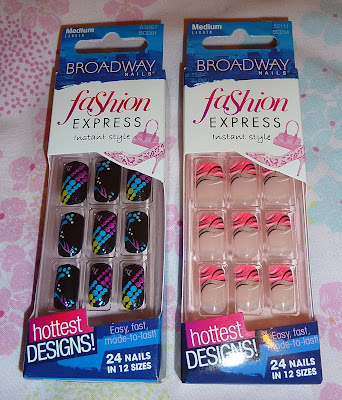 Medium
Length
BROADWAY
NAILS
fashion
EXPRESS
Instant style
hottest
DESIGNS!
Easy, fast,
made-to-last!
24 NAILS
IN 12 SIZES
Medium
Length
BROADWAY
NAILS
fashion
EXPRESS
Instant style
hottest
DESIGNS!
Easy, fast,
made-to-last!
24 NAILS
IN 12 SIZES